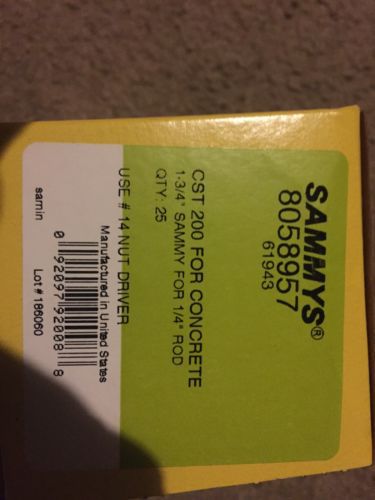 SAMMYS®
8058957
61943
CST 200 FOR CONCRETE
1-3/4" SAMMY FOR 1/4" ROD
QTY: 25
USE # 14 NUT DRIVER
Manufactured in United States
0 92097 92008 8
samin Lot # 186060